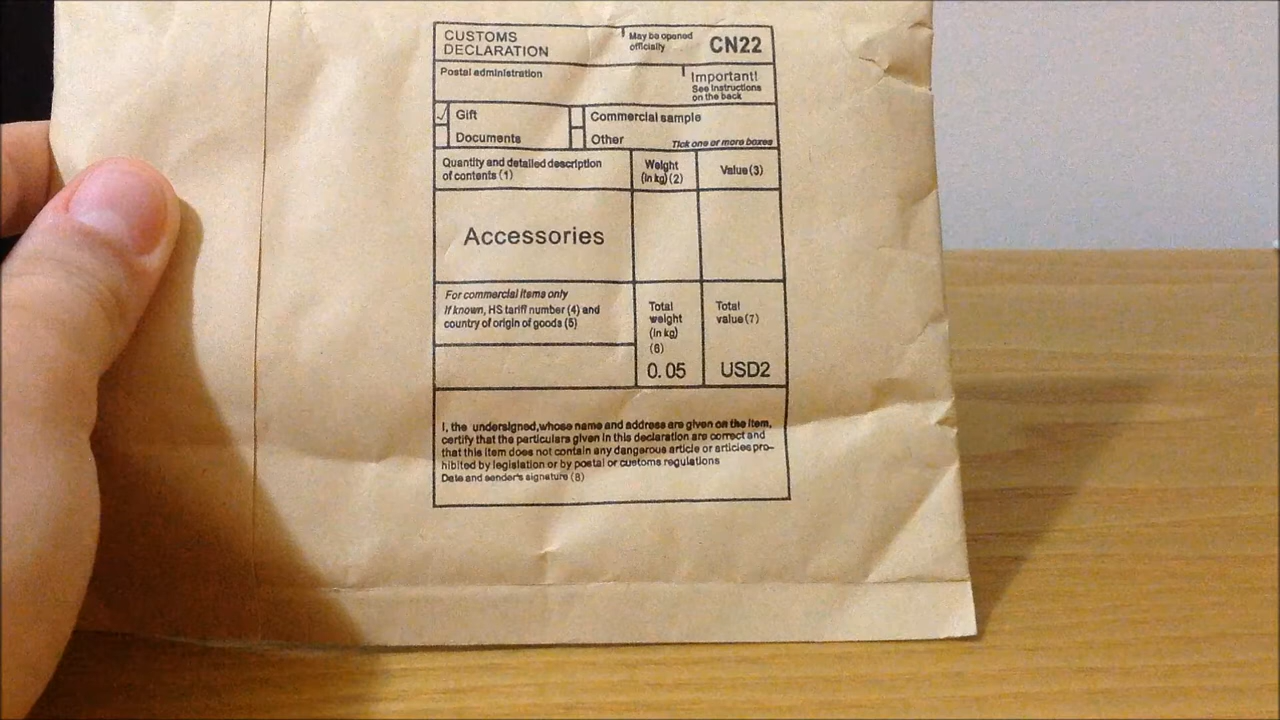 CUSTOMS DECLARATION
May be opened officially
CN22
Postal administration
Important!
See instructions on the back
Gift
Commercial sample
Documents
Other
Tick one or more boxes
Quantity and detailed description
of contents (1)
Weight
(in kg) (2)
Value (3)
Accessories
For commercial items only
If known, HS tariff number (4) and
country of origin of goods (5)
Total
weight
(in kg)
(6)
0.05
Total
value (7)
USD2
I, the undersigned,whose name and address are given on the item,
certify that the particulars given in this declaration are correct and
that this item does not contain any dangerous article or articles pro-
hibited by legislation or by postal or customs regulations
Date and sender's signature (8)